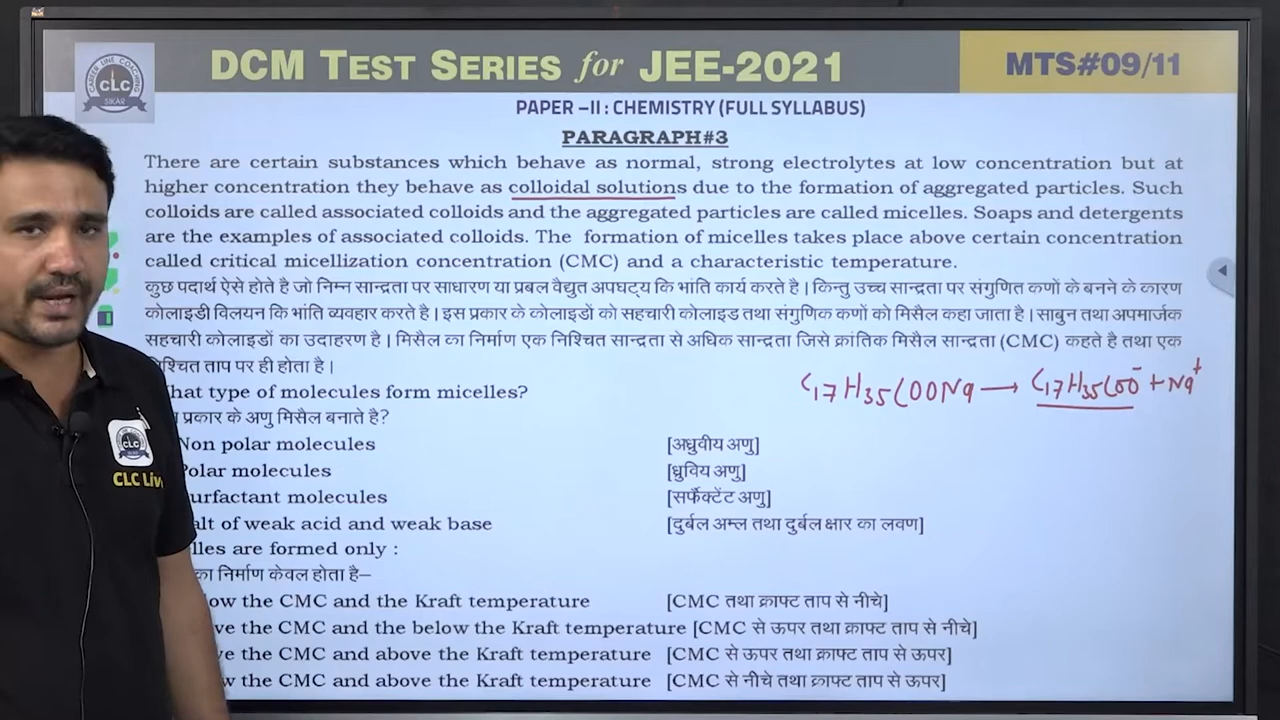 DCM TEST SERIES for JEE-2021
MTS#09/11
CAREER LINE COACHING
CLC
SIKAR
PAPER –II : CHEMISTRY (FULL SYLLABUS)
PARAGRAPH#3
There are certain substances which behave as normal, strong electrolytes at low concentration but at
higher concentration they behave as colloidal solutions due to the formation of aggregated particles. Such
colloids are called associated colloids and the aggregated particles are called micelles. Soaps and detergents
are the examples of associated colloids. The formation of micelles takes place above certain concentration
called critical micellization concentration (CMC) and a characteristic temperature.
कुछ पदार्थ ऐसे होते है जो निम्न सान्द्रता पर साधारण या प्रबल वैद्युत अपघट्य कि भांति कार्य करते है। किन्तु उच्च सान्द्रता पर संगुणित कणों के बनने के कारण
कोलाइडी विलयन कि भांति व्यवहार करते है। इस प्रकार के कोलाइडों को सहचारी कोलाइड तथा संगुणिक कणों को मिसैल कहा जाता है। साबुन तथा अपमार्जक
सहचारी कोलाइडों का उदाहरण है। मिसैल का निर्माण एक निश्चित सान्द्रता से अधिक सान्द्रता जिसे क्रांतिक मिसैल सान्द्रता (CMC) कहते है तथा एक
निश्चित ताप पर ही होता है।
C17H35COONa → C17H35COO⁻ + Na⁺
hat type of molecules form micelles?
प्रकार के अणु मिसैल बनाते है?
Non polar molecules [अध्रुवीय अणु]
Polar molecules [ध्रुविय अणु]
urfactant molecules [सर्फैक्टेंट अणु]
alt of weak acid and weak base [दुर्बल अम्ल तथा दुर्बल क्षार का लवण]
lles are formed only :
का निर्माण केवल होता है–
low the CMC and the Kraft temperature [CMC तथा क्राफ्ट ताप से नीचे]
ve the CMC and the below the Kraft temperature [CMC से ऊपर तथा क्राफ्ट ताप से नीचे]
ve the CMC and above the Kraft temperature [CMC से ऊपर तथा क्राफ्ट ताप से ऊपर]
w the CMC and above the Kraft temperature [CMC से नीचे तथा क्राफ्ट ताप से ऊपर]
CLC
CLC Liv